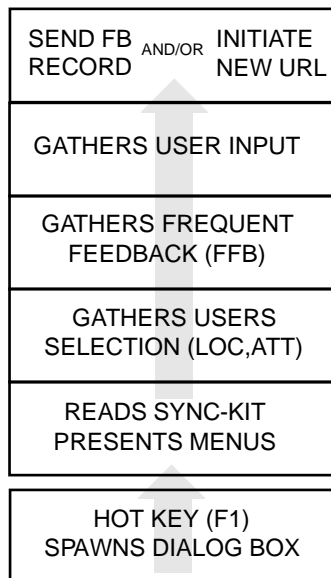 SEND FB AND/OR INITIATE
RECORD NEW URL
GATHERS USER INPUT
GATHERS FREQUENT
FEEDBACK (FFB)
GATHERS USERS
SELECTION (LOC,ATT)
READS SYNC-KIT
PRESENTS MENUS
HOT KEY (F1)
SPAWNS DIALOG BOX